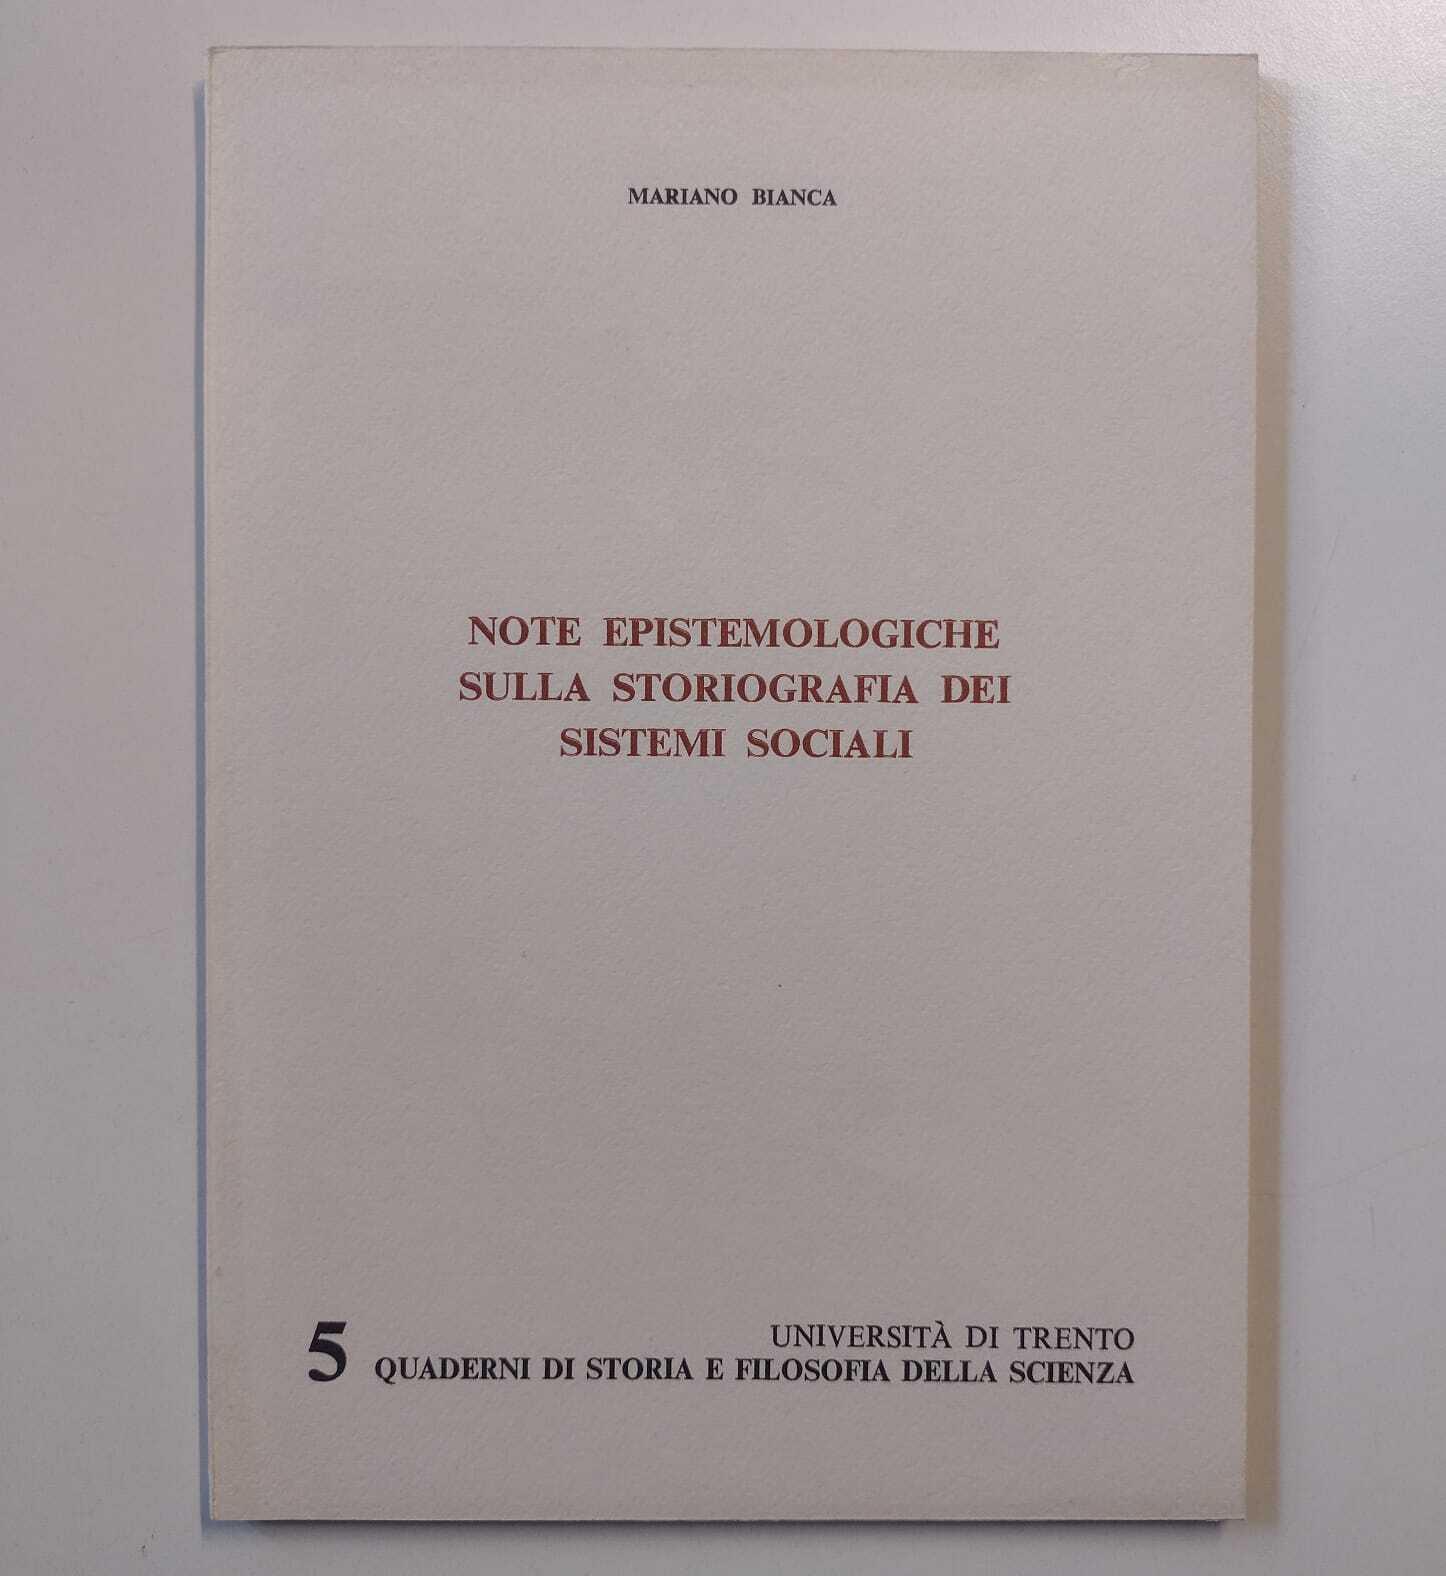 MARIANO BIANCA
NOTE EPISTEMOLOGICHE
SULLA STORIOGRAFIA DEI
SISTEMI SOCIALI
5
UNIVERSITÀ DI TRENTO
QUADERNI DI STORIA E FILOSOFIA DELLA SCIENZA